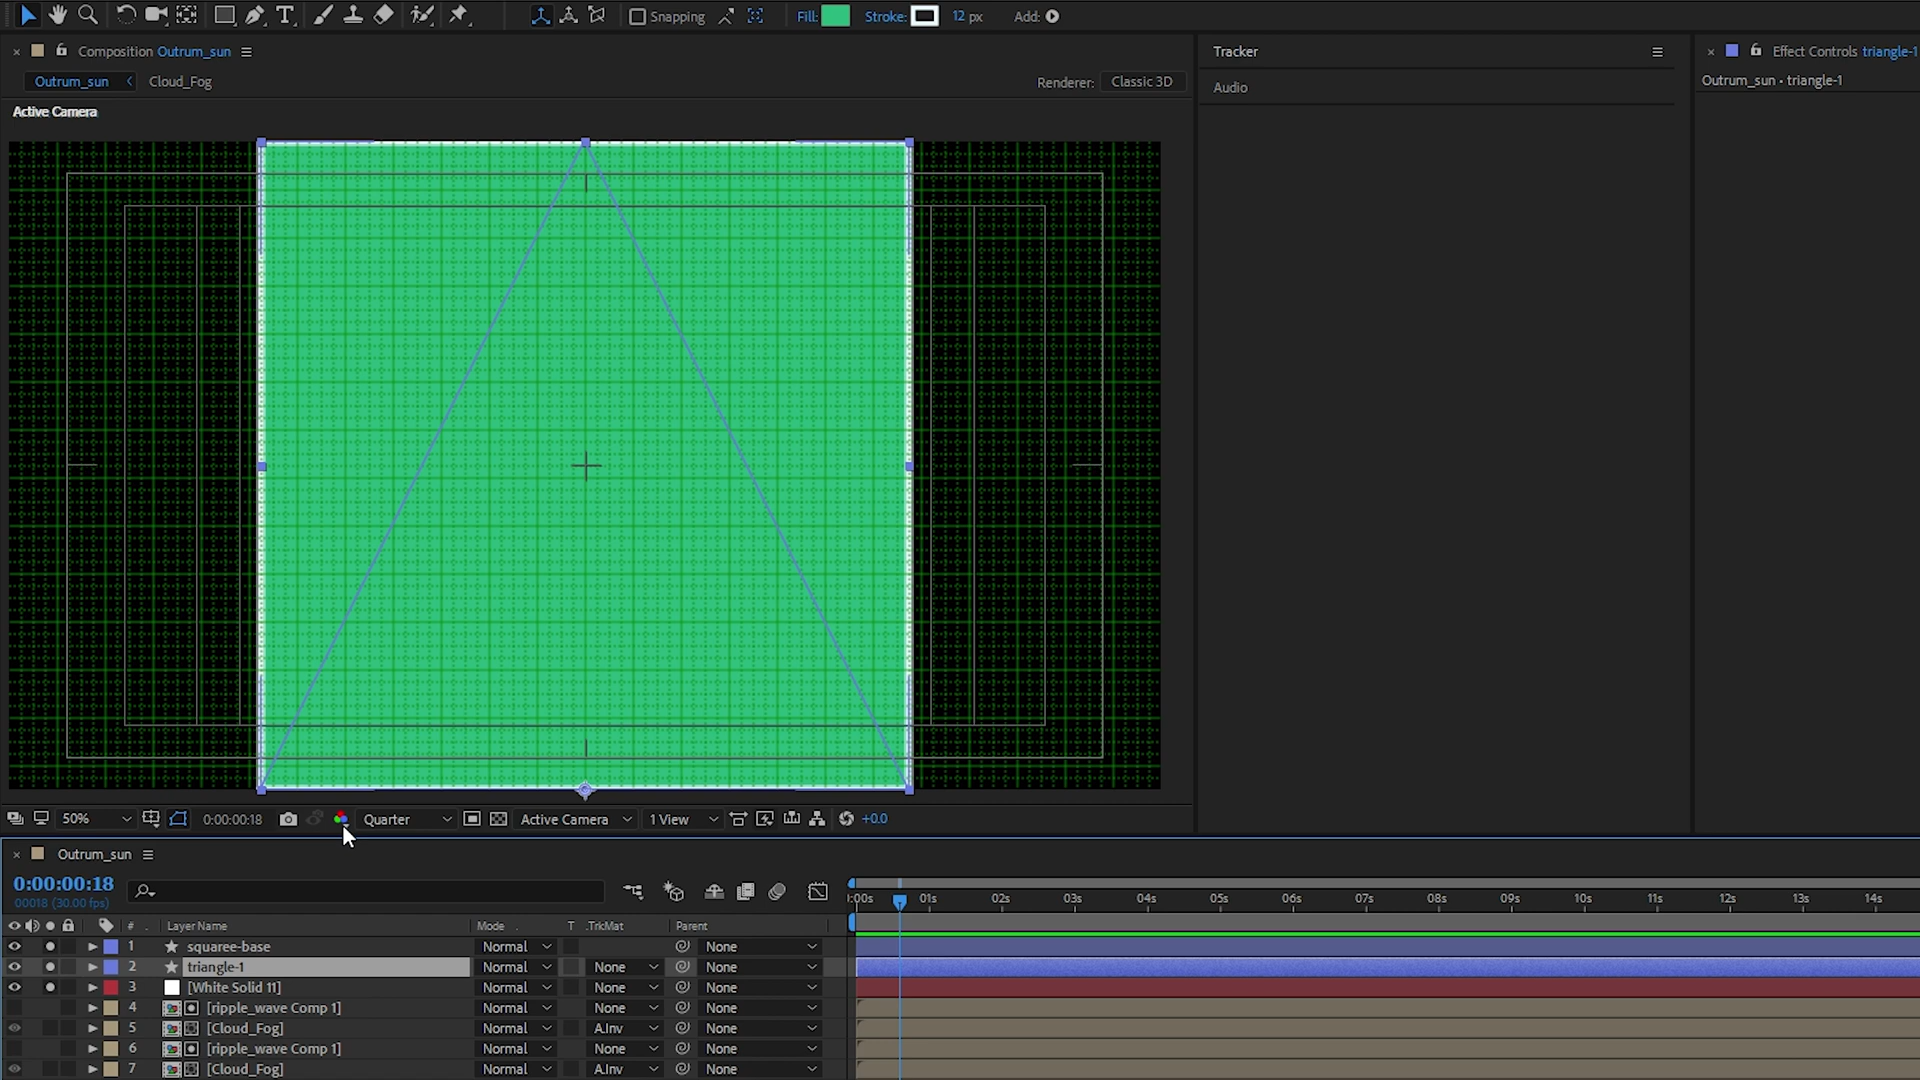 Snapping Fill: Stroke: 12 px Add:
× Composition Outrum_sun
Outrum_sun < Cloud_Fog Renderer: Classic 3D
Active Camera
Tracker
Audio
× Effect Controls triangle-1
Outrum_sun • triangle-1
50% 0:00:00:18 Quarter Active Camera 1 View +0.0
× Outrum_sun
0:00:00:18
00018 (30.00 fps)
:00s 01s 02s 03s 04s 05s 06s 07s 08s 09s 10s 11s 12s 13s 14s
# . Layer Name Mode . T .TrkMat Parent
1 squaree-base Normal None
2 triangle-1 Normal None None
3 [White Solid 11] Normal None None
4 [ripple_wave Comp 1] Normal None None
5 [Cloud_Fog] Normal A.Inv None
6 [ripple_wave Comp 1] Normal None None
7 [Cloud_Fog] Normal A.Inv None